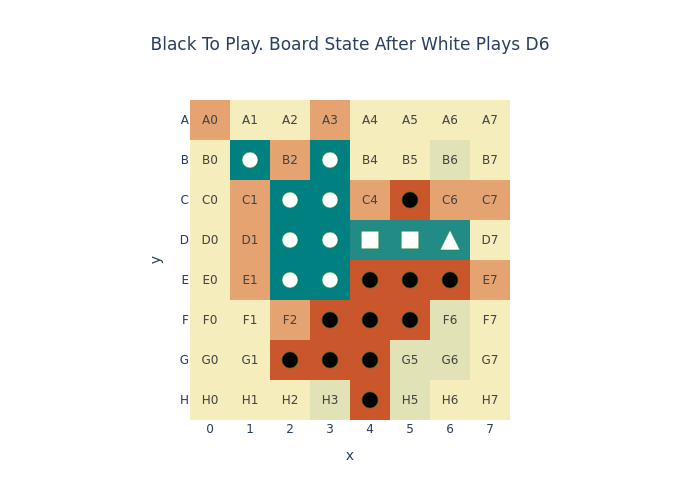 Black To Play. Board State After White Plays D6
A A0 A1 A2 A3 A4 A5 A6 A7
B B0 B2 B4 B5 B6 B7
C C0 C1 C4 C6 C7
D D0 D1 D7
E E0 E1 E7
F F0 F1 F2 F6 F7
G G0 G1 G5 G6 G7
H H0 H1 H2 H3 H5 H6 H7
0 1 2 3 4 5 6 7
x
y